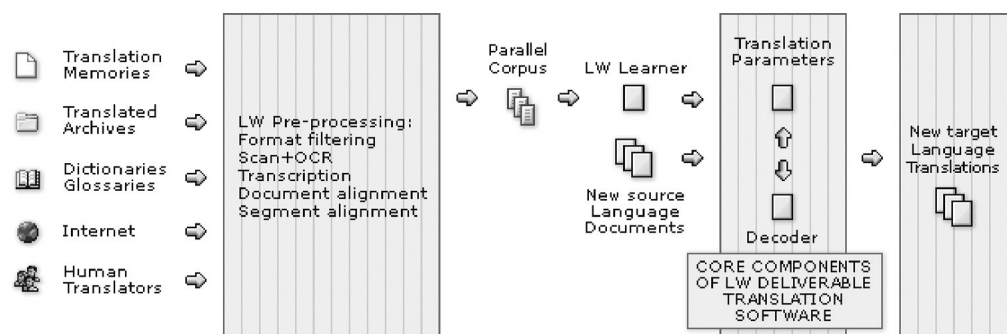 Translation
Memories
Translated
Archives
Dictionaries
Glossaries
Internet
Human
Translators
LW Pre-processing:
Format filtering
Scan+OCR
Transcription
Document alignment
Segment alignment
Parallel
Corpus
LW Learner
New source
Language
Documents
Translation
Parameters
Decoder
CORE COMPONENTS
OF LW DELIVERABLE
TRANSLATION
SOFTWARE
New target
Language
Translations